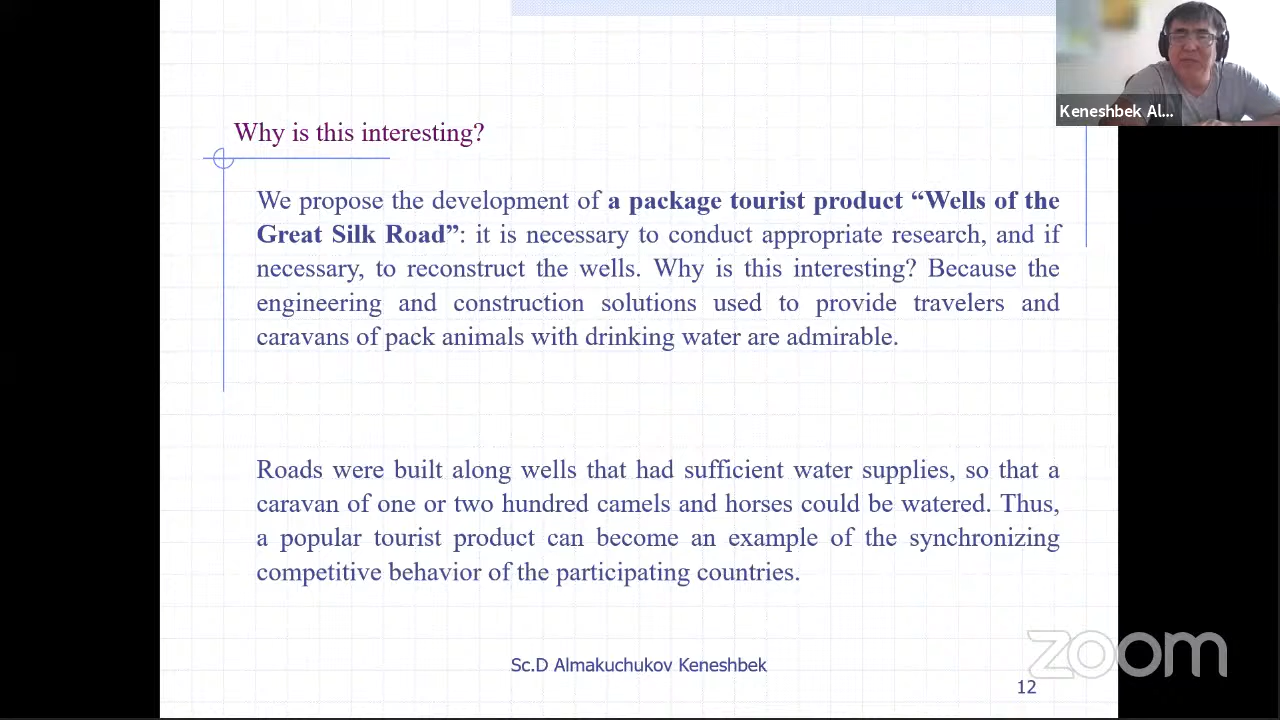 Keneshbek Al...
Why is this interesting?
We propose the development of a package tourist product “Wells of the
Great Silk Road”: it is necessary to conduct appropriate research, and if
necessary, to reconstruct the wells. Why is this interesting? Because the
engineering and construction solutions used to provide travelers and
caravans of pack animals with drinking water are admirable.
Roads were built along wells that had sufficient water supplies, so that a
caravan of one or two hundred camels and horses could be watered. Thus,
a popular tourist product can become an example of the synchronizing
competitive behavior of the participating countries.
Sc.D Almakuchukov Keneshbek
12
zoom